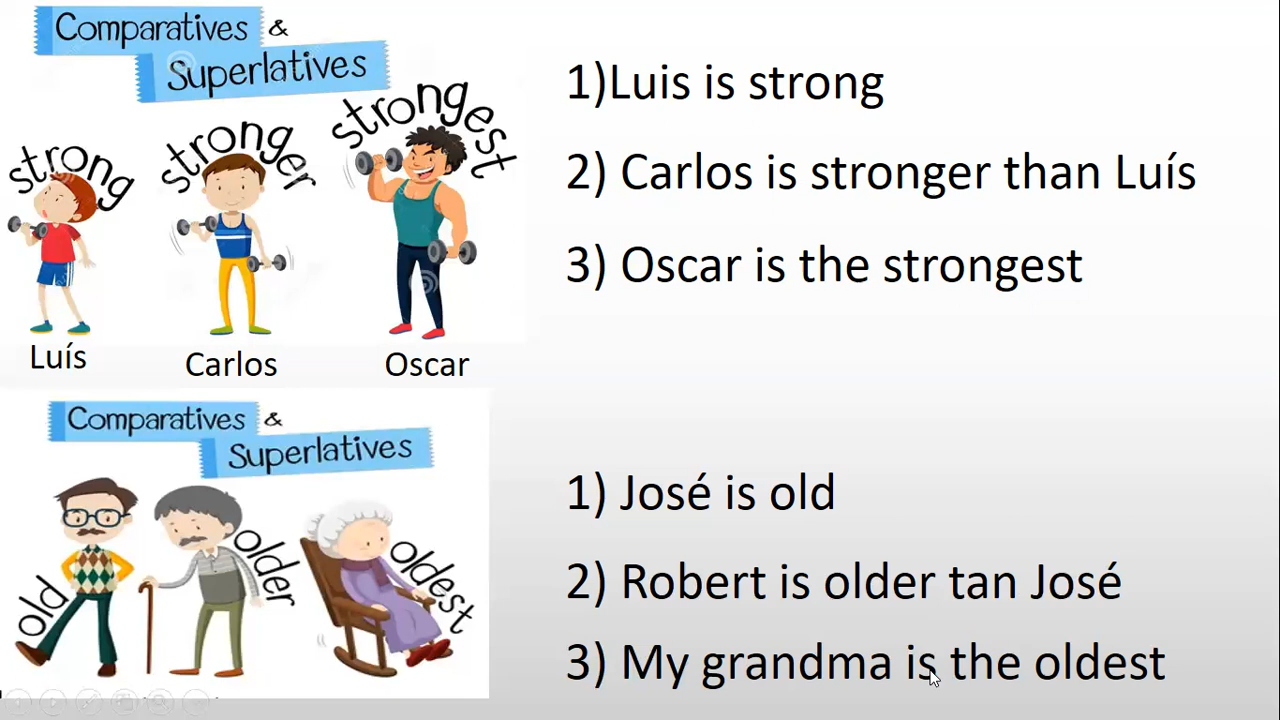 Comparatives &
Superlatives
strong
stronger
strongest
Luís
Carlos
Oscar
1)Luis is strong
2) Carlos is stronger than Luís
3) Oscar is the strongest
Comparatives &
Superlatives
old
older
oldest
1) José is old
2) Robert is older tan José
3) My grandma is the oldest